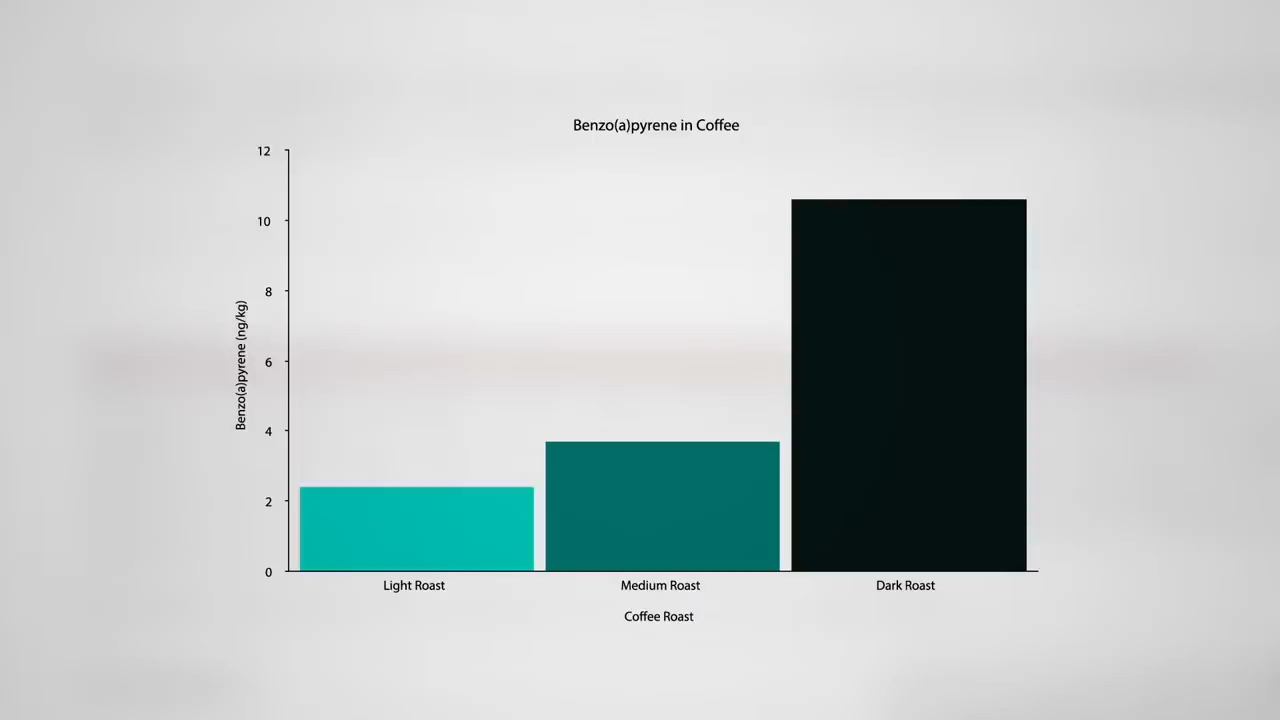 Benzo(a)pyrene in Coffee
12
10
8
6
4
2
0
Benzo(a)pyrene (ng/kg)
Light Roast
Medium Roast
Dark Roast
Coffee Roast